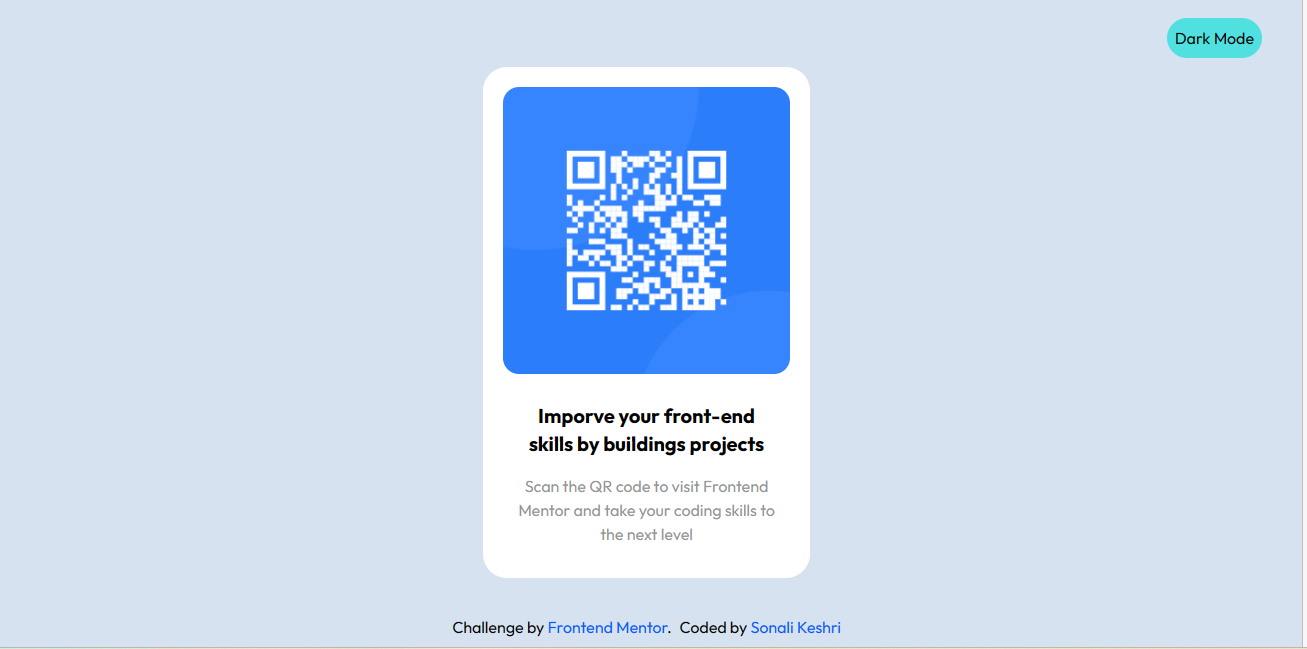 Dark Mode
Imporve your front-end
skills by buildings projects
Scan the QR code to visit Frontend
Mentor and take your coding skills to
the next level
Challenge by Frontend Mentor. Coded by Sonali Keshri